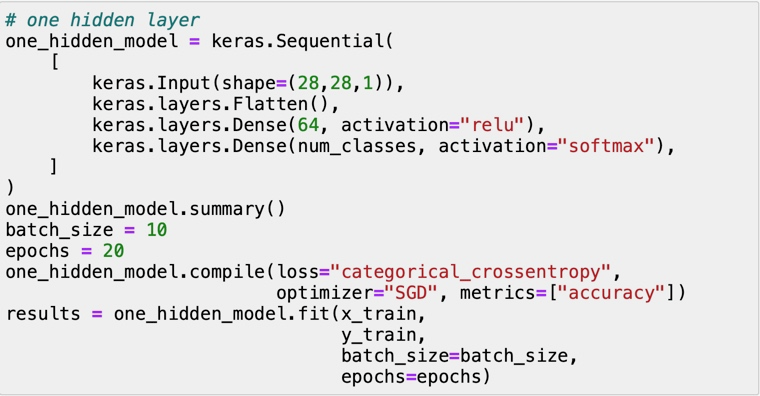 # one hidden layer
one_hidden_model = keras.Sequential(
    [
        keras.Input(shape=(28,28,1)),
        keras.layers.Flatten(),
        keras.layers.Dense(64, activation="relu"),
        keras.layers.Dense(num_classes, activation="softmax"),
    ]
)
one_hidden_model.summary()
batch_size = 10
epochs = 20
one_hidden_model.compile(loss="categorical_crossentropy",
                         optimizer="SGD", metrics=["accuracy"])
results = one_hidden_model.fit(x_train,
                               y_train,
                               batch_size=batch_size,
                               epochs=epochs)